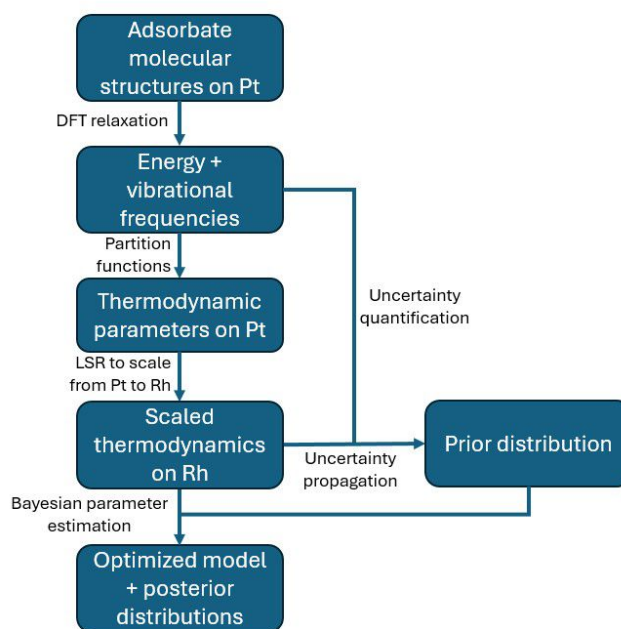 Adsorbate
molecular
structures on Pt
DFT relaxation
Energy +
vibrational
frequencies
Partition
functions
Uncertainty
quantification
Thermodynamic
parameters on Pt
LSR to scale
from Pt to Rh
Scaled
thermodynamics
on Rh
Uncertainty
propagation
Prior distribution
Bayesian parameter
estimation
Optimized model
+ posterior
distributions